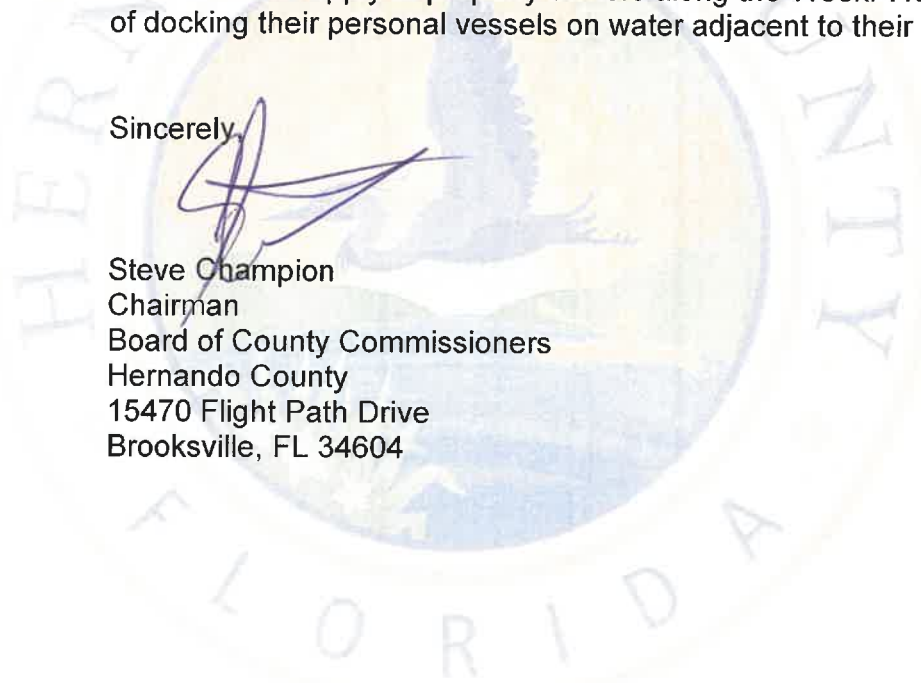 of docking their personal vessels on water adjacent to their
Sincerely,
Steve Champion
Chairman
Board of County Commissioners
Hernando County
15470 Flight Path Drive
Brooksville, FL 34604
FLORIDA